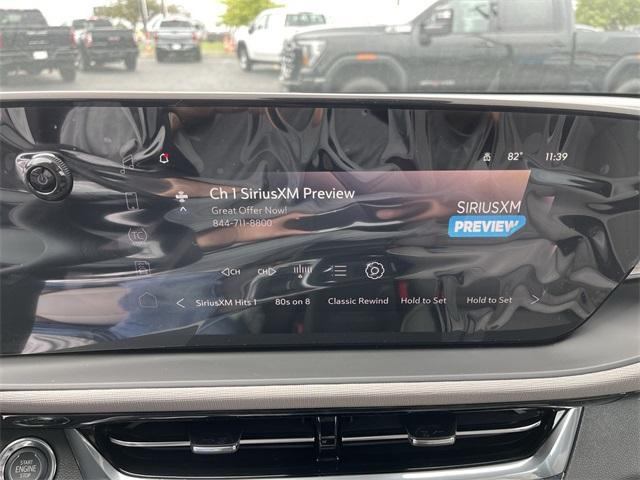 82° 11:39
Ch 1 SiriusXM Preview
Great Offer Now!
844-711-8800
SIRIUSXM
PREVIEW
TC
CH CH
SiriusXM Hits 1 80s on 8 Classic Rewind Hold to Set Hold to Set
START
ENGINE
STOP